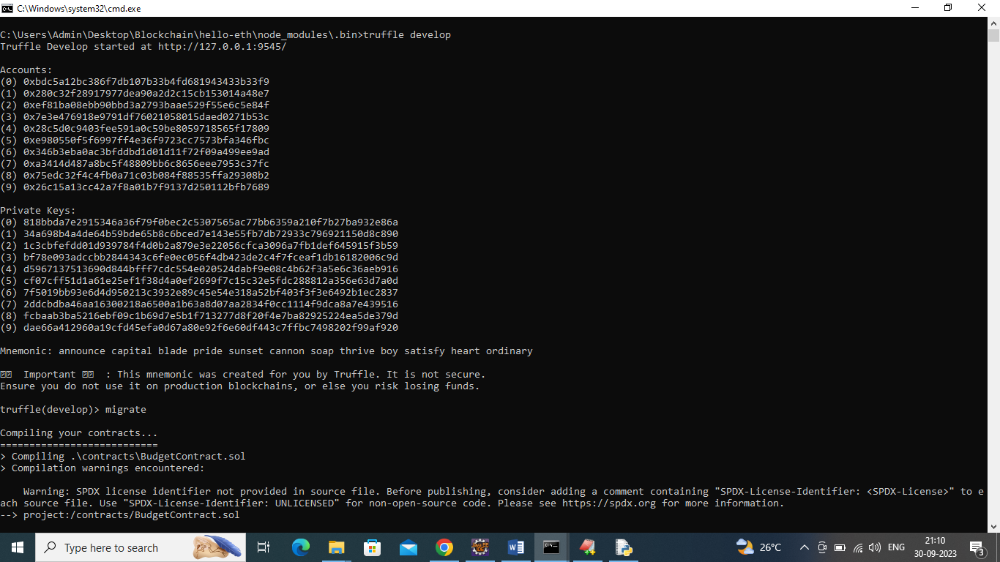 C:\Windows\system32\cmd.exe
C:\Users\Admin\Desktop\Blockchain\hello-eth\node_modules\.bin>truffle develop
Truffle Develop started at http://127.0.0.1:9545/
Accounts:
(0) 0xbdc5a12bc386f7db107b33b4fd681943433b33f9
(1) 0x280c32f28917977dea90a2d2c15cb153014a48e7
(2) 0xef81ba08ebb90bbd3a2793baae529f55e6c5e84f
(3) 0x7e3e476918e9791df76021058015daed0271b53c
(4) 0x28c5d0c9403fee591a0c59be8059718565f17809
(5) 0xe980550f5f6997ff4e36f9723cc7573bfa346fbc
(6) 0x346b3eba0ac3bfddbd1d01d11f72f09a499ee9ad
(7) 0xa3414d487a8bc5f48809bb6c8656eee7953c37fc
(8) 0x75edc32f4c4fb0a71c03b084f88535ffa29308b2
(9) 0x26c15a13cc42a7f8a01b7f9137d250112bfb7689
Private Keys:
(0) 818bbda7e2915346a36f79f0bec2c5307565ac77bb6359a210f7b27ba932e86a
(1) 34a698b4a4de64b59bde65b8c6bced7e143e55fb7db72933c796921150d8c890
(2) 1c3cbfefdd01d939784f4d0b2a879e3e22056cfca3096a7fb1def645915f3b59
(3) bf78e093adccbb2844343c6fe0ec056f4db423de2c4f7fceaf1db16182006c9d
(4) d5967137513690d844bfff7cdc554e020524dabf9e08c4b62f3a5e6c36aeb916
(5) cf07cff51d1a61e25ef1f38d4a0ef2699f7c15c32e5fdc288812a356e63d7a0d
(6) 7f5019bb93e6d4d950213c3932e89c45e54e318a52bf403f3f3e6492b1ec2837
(7) 2ddcbdba46aa16300218a6500a1b63a8d07aa2834f0cc1114f9dca8a7e439516
(8) fcbaab3ba5216ebf09c1b69d7e5b1f713277d8f20f4e7ba82925224ea5de379d
(9) dae66a412960a19cfd45efa0d67a80e92f6e60df443c7ffbc7498202f99af920
Mnemonic: announce capital blade pride sunset cannon soap thrive boy satisfy heart ordinary
Important : This mnemonic was created for you by Truffle. It is not secure.
Ensure you do not use it on production blockchains, or else you risk losing funds.
truffle(develop)> migrate
Compiling your contracts...
===========================
> Compiling .\contracts\BudgetContract.sol
> Compilation warnings encountered:
Warning: SPDX license identifier not provided in source file. Before publishing, consider adding a comment containing "SPDX-License-Identifier: <SPDX-License>" to e
ach source file. Use "SPDX-License-Identifier: UNLICENSED" for non-open-source code. Please see https://spdx.org for more information.
--> project:/contracts/BudgetContract.sol
Type here to search
26°C
ENG
21:10
30-09-2023
3